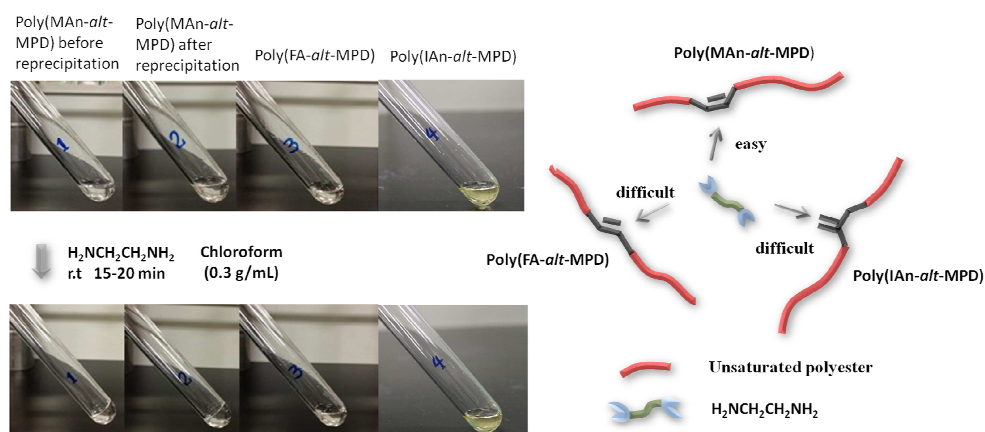 Poly(MAn-alt-
MPD) before
reprecipitation
Poly(MAn-alt-
MPD) after
reprecipitation
Poly(FA-alt-MPD)
Poly(IAn-alt-MPD)
1
2
3
4
H₂NCH₂CH₂NH₂
r.t 15-20 min
Chloroform
(0.3 g/mL)
1
2
3
4
Poly(MAn-alt-MPD)
easy
difficult
difficult
Poly(FA-alt-MPD)
Poly(IAn-alt-MPD)
Unsaturated polyester
H₂NCH₂CH₂NH₂